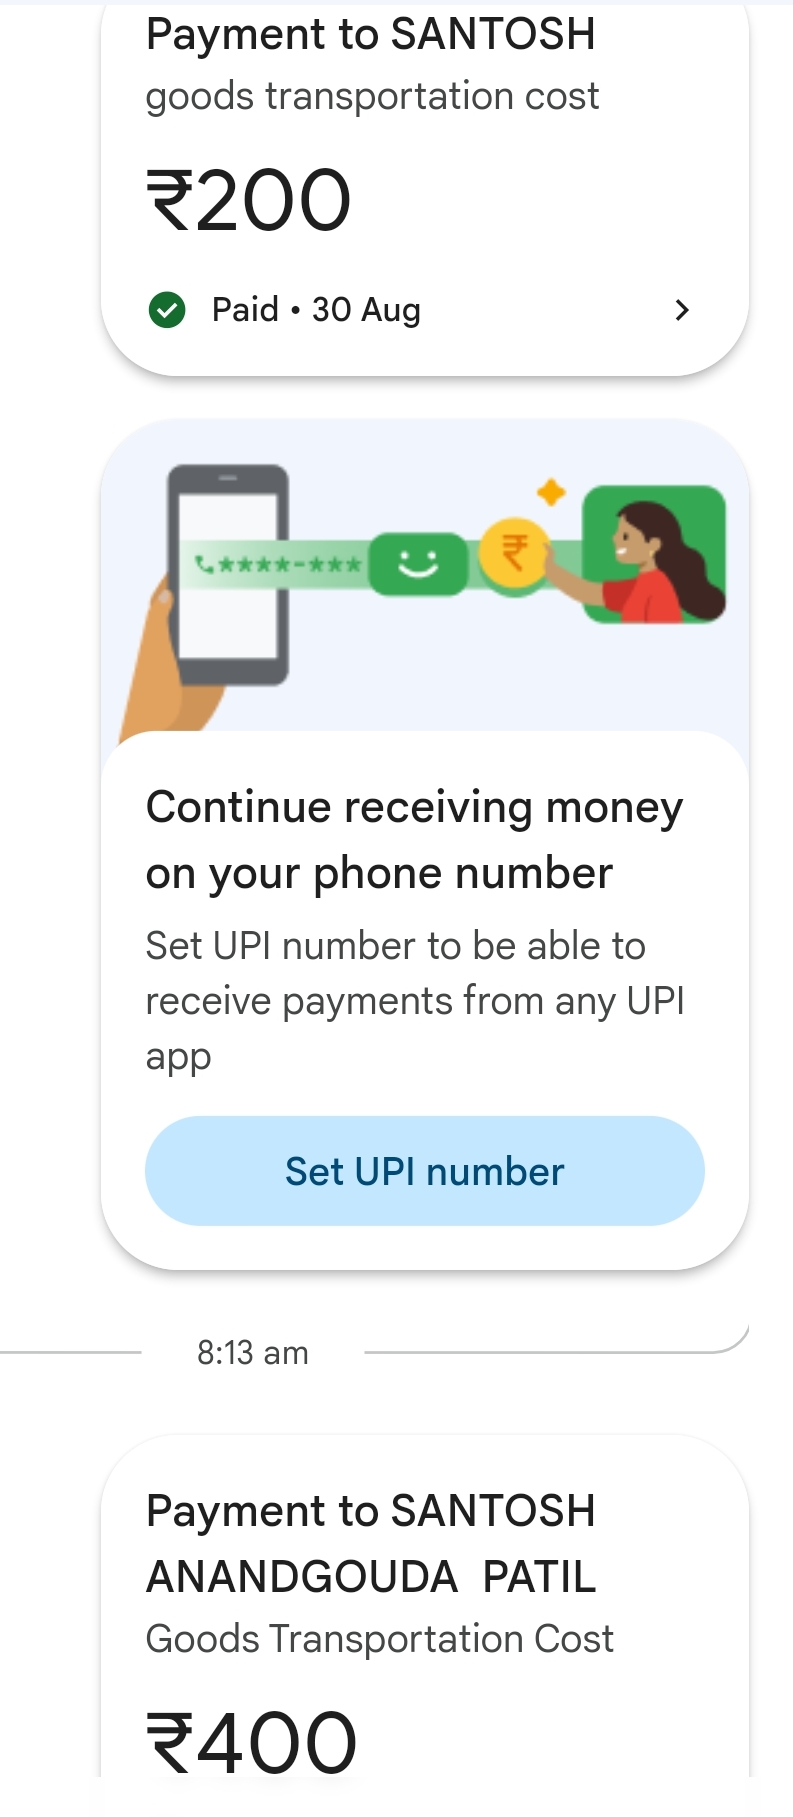 Payment to SANTOSH
goods transportation cost
₹200
Paid • 30 Aug
****-***
₹
Continue receiving money
on your phone number
Set UPI number to be able to
receive payments from any UPI
app
Set UPI number
8:13 am
Payment to SANTOSH
ANANDGOUDA PATIL
Goods Transportation Cost
₹400